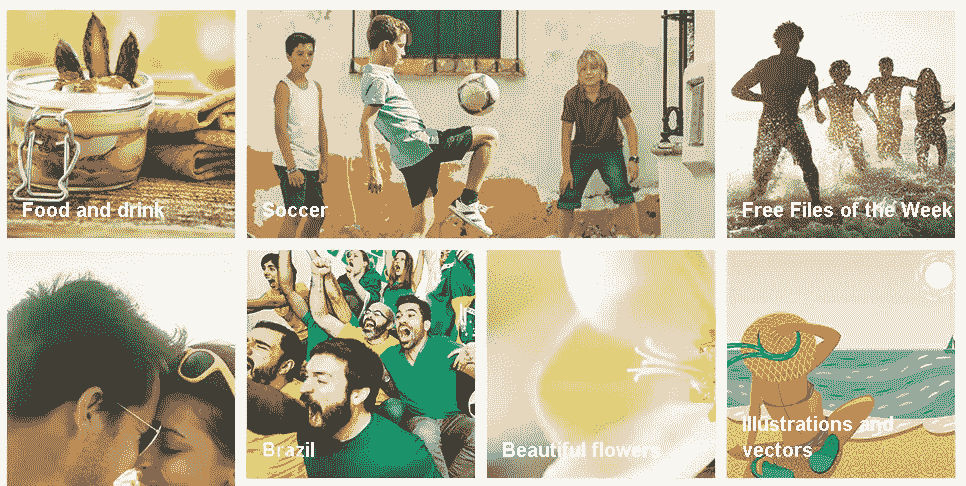 Food and drink
Soccer
Free Files of the Week
Brazil
Beautiful flowers
Illustrations and
vectors